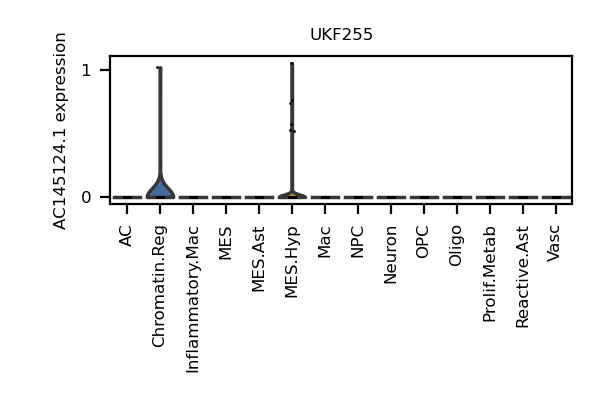 UKF255
AC145124.1 expression
1
0
AC
Chromatin.Reg
Inflammatory.Mac
MES
MES.Ast
MES.Hyp
Mac
NPC
Neuron
OPC
Oligo
Prolif.Metab
Reactive.Ast
Vasc